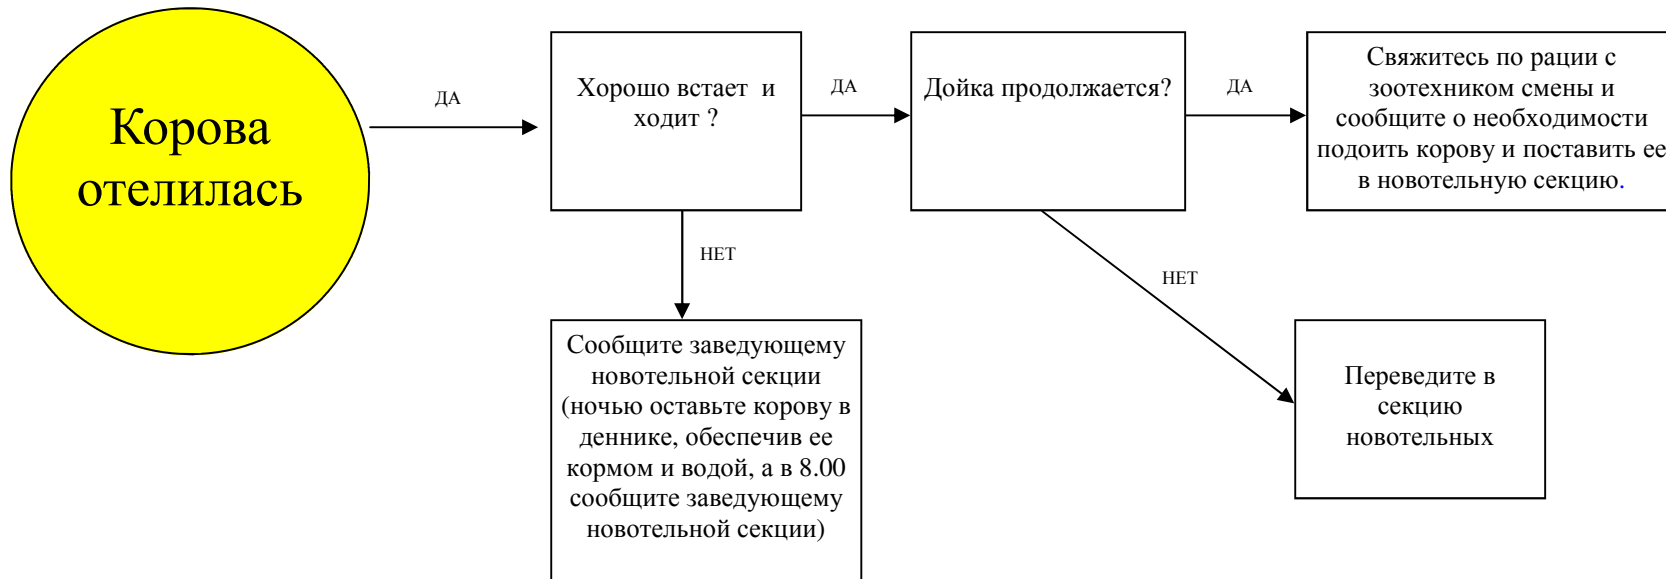 Корова
отелилась
ДА
Хорошо встает и
ходит ?
ДА
Дойка продолжается?
ДА
Свяжитесь по рации с
зоотехником смены и
сообщите о необходимости
подоить корову и поставить ее
в новотельную секцию.
НЕТ
Сообщите заведующему
новотельной секции
(ночью оставьте корову в
деннике, обеспечив ее
кормом и водой, а в 8.00
сообщите заведующему
новотельной секции)
НЕТ
Переведите в
секцию
новотельных